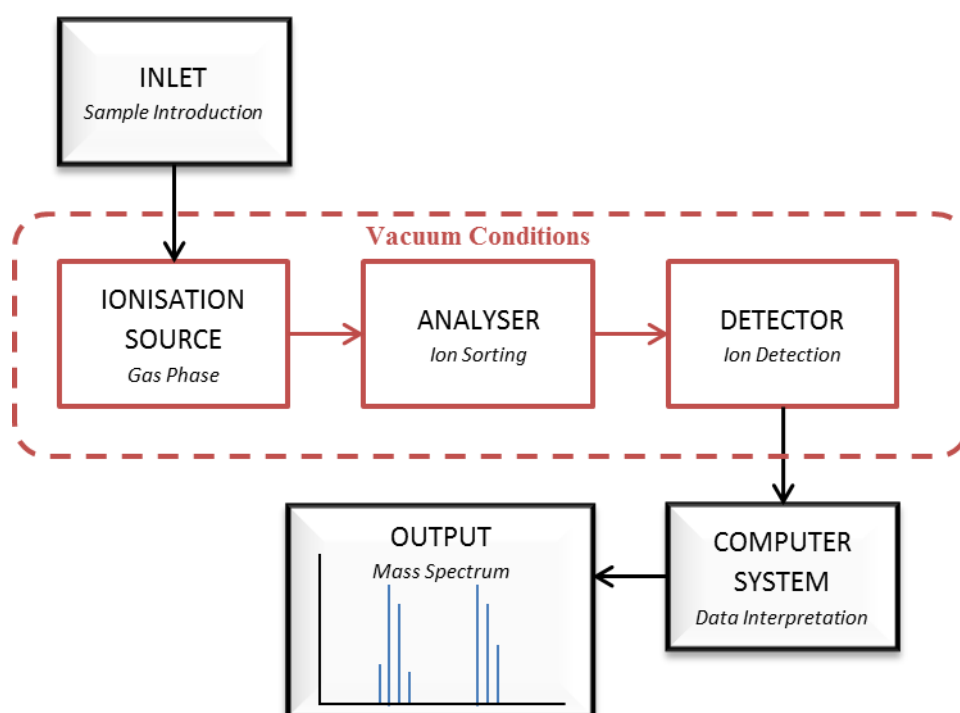 INLET
Sample Introduction
Vacuum Conditions
IONISATION
SOURCE
Gas Phase
ANALYSER
Ion Sorting
DETECTOR
Ion Detection
OUTPUT
Mass Spectrum
COMPUTER
SYSTEM
Data Interpretation